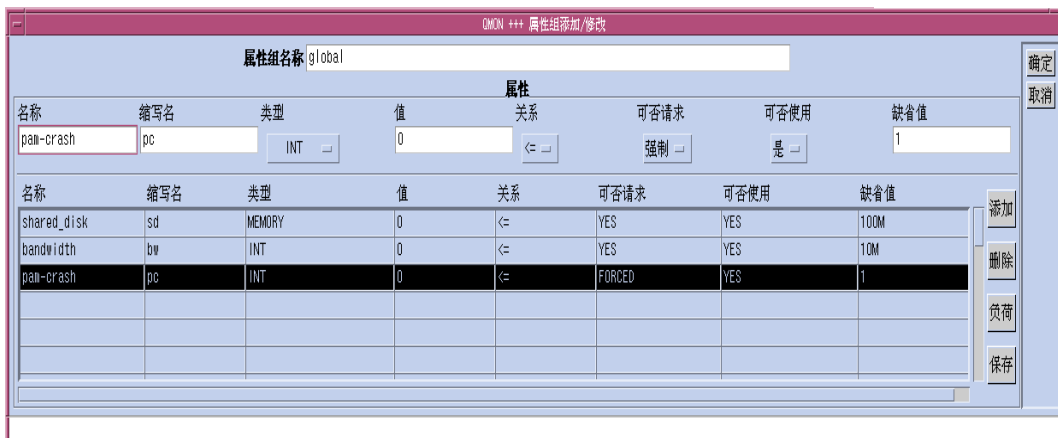 QMON +++ 属性组添加/修改
属性组名称 global
确定
取消
属性
名称 缩写名 类型 值 关系 可否请求 可否使用 缺省值
pam-crash pc INT 0 <= 强制 是 1
名称 缩写名 类型 值 关系 可否请求 可否使用 缺省值
shared_disk sd MEMORY 0 <= YES YES 100M
bandwidth bw INT 0 <= YES YES 10M
pam-crash pc INT 0 <= FORCED YES 1
添加
删除
负荷
保存